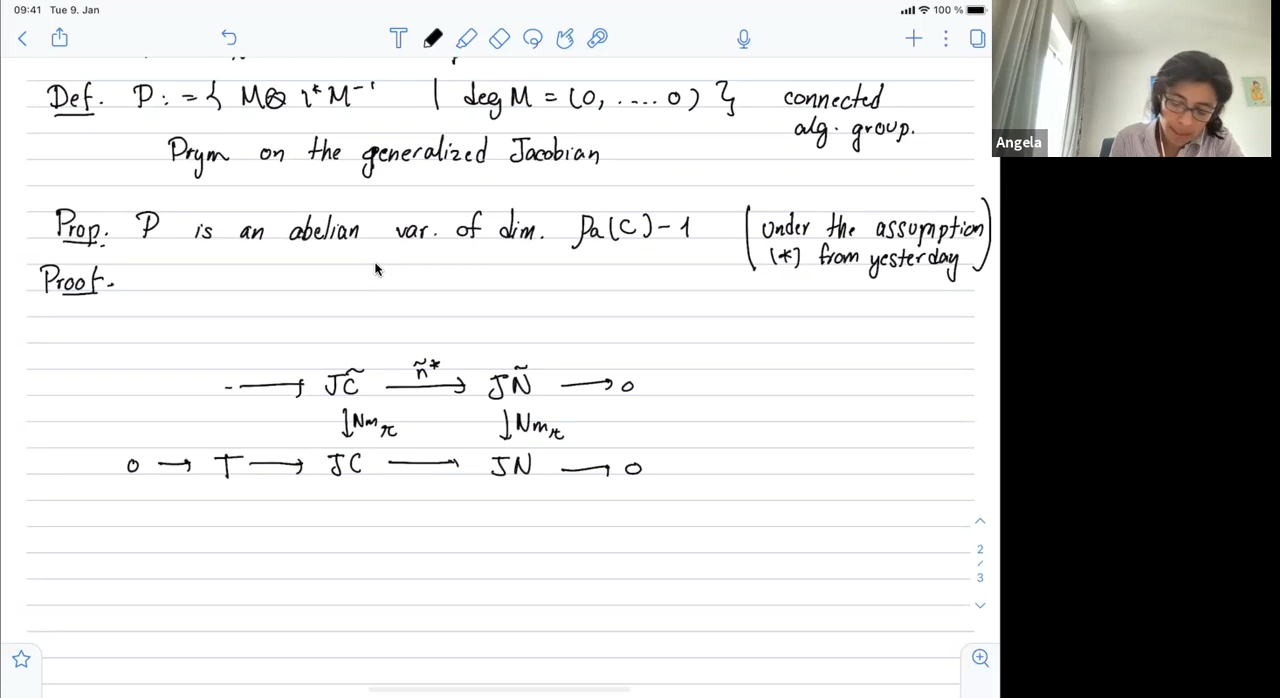 09:41 Tue 9. Jan
100 %
Def. P := { M ⊗ ι* M⁻¹ | deg M = (0, .... 0) } connected
alg. group.
Prym on the generalized Jacobian
Prop. P is an abelian var. of dim. Pa(C) - 1 (under the assumption
(*) from yesterday)
Proof.
→ JC̃ →ñ* JÑ → 0
↓Nmπ ↓Nmπ
0 → T → JC → JN → 0
2
/
3
Angela